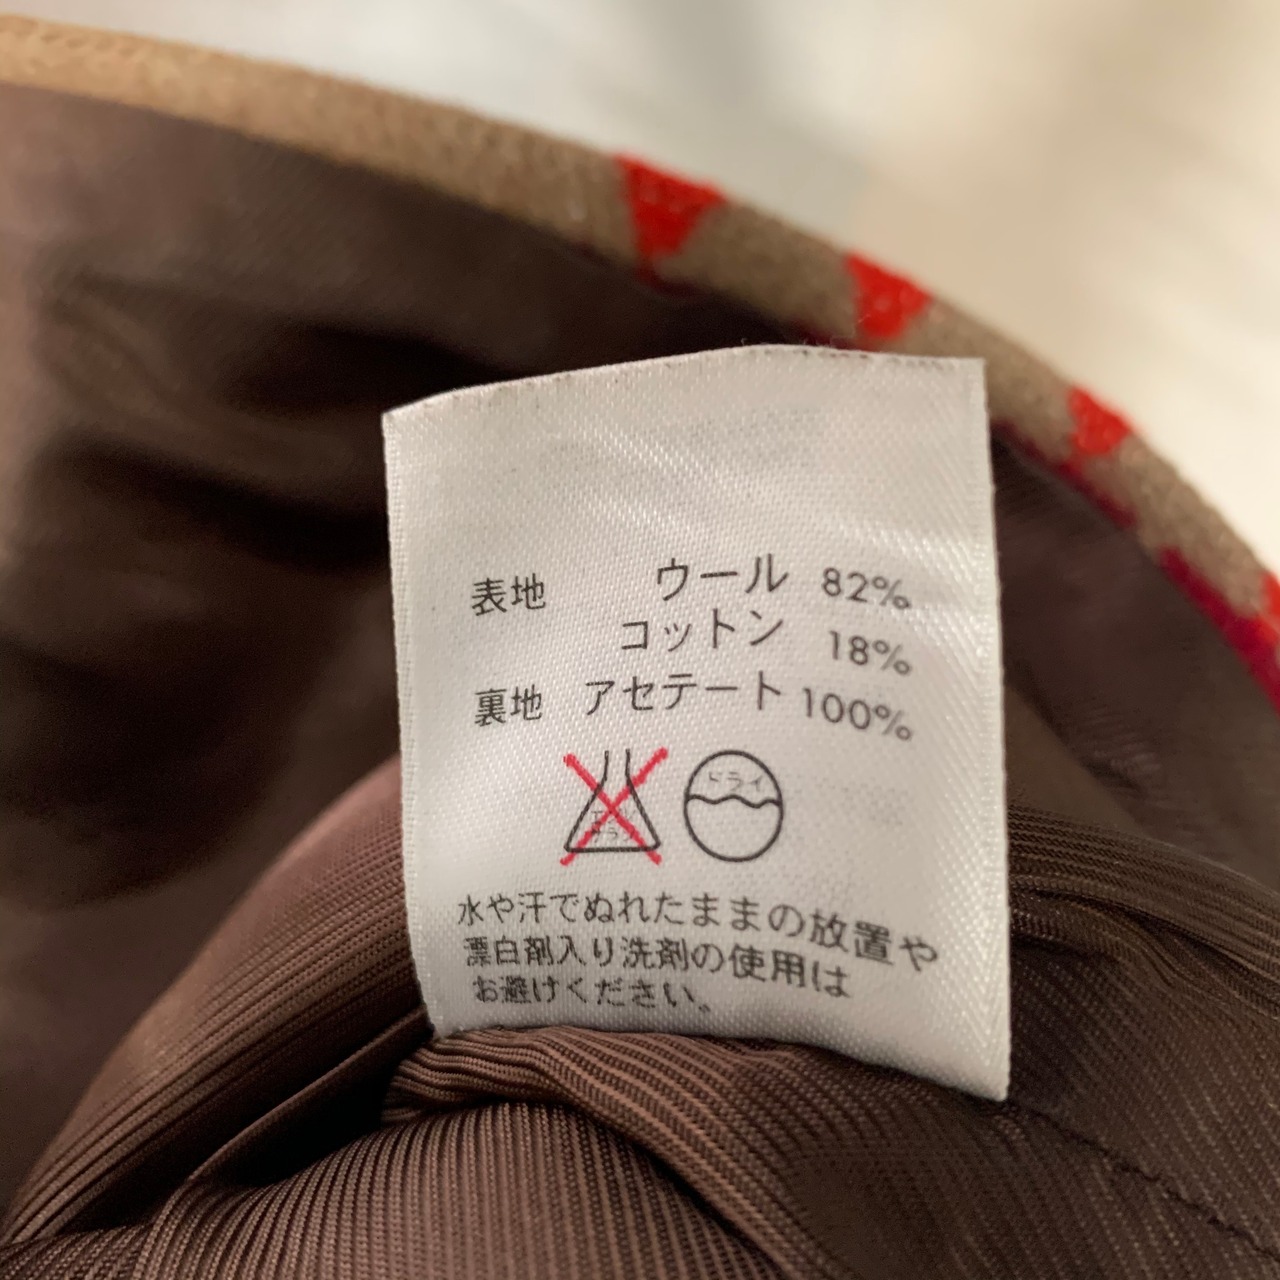 表地 ウール 82%
コットン 18%
裏地 アセテート 100%
ドライ
水や汗でぬれたままの放置や
漂白剤入り洗剤の使用は
お避けください。